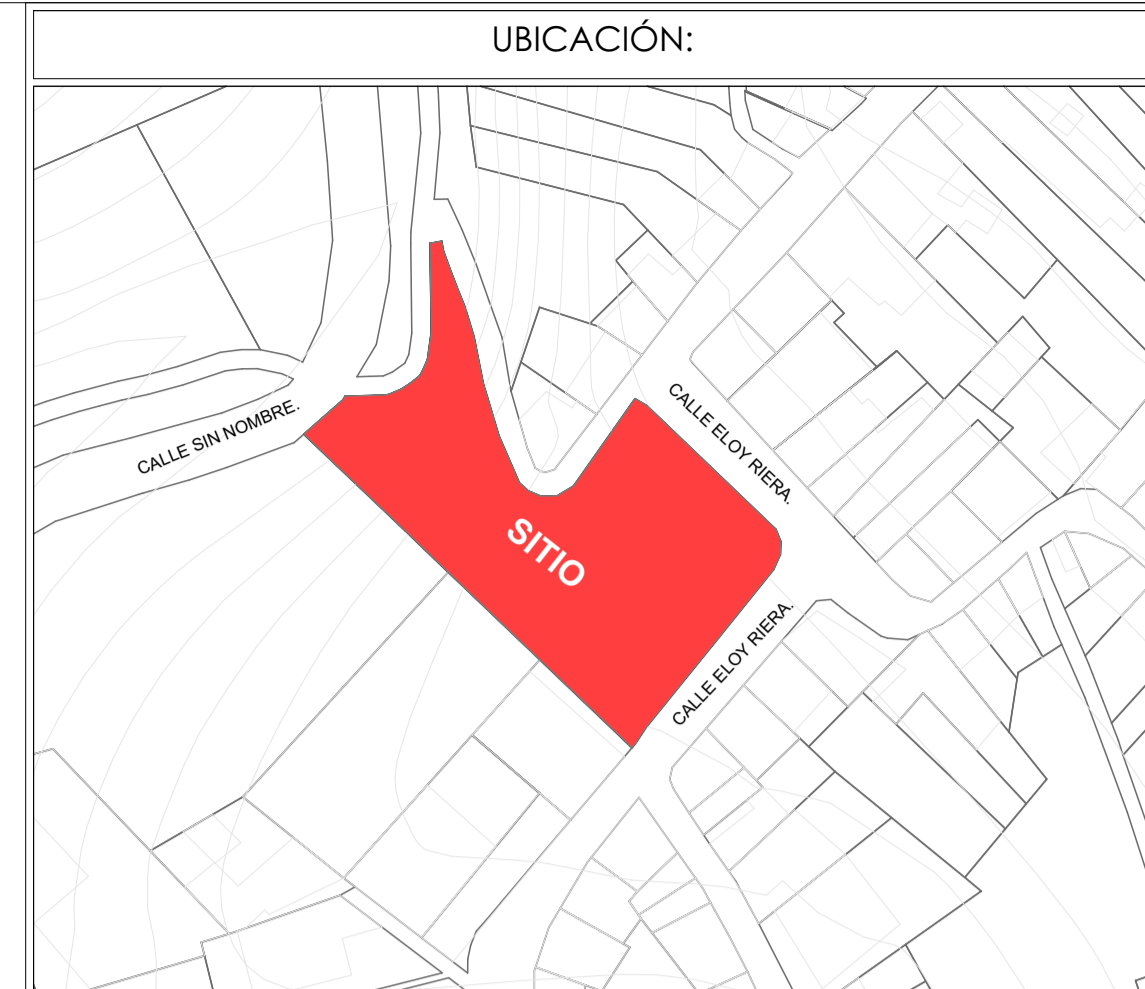 UBICACIÓN:
CALLE ELOY RIERA.
CALLE SIN NOMBRE.
SITIO
CALLE ELOY RIERA.